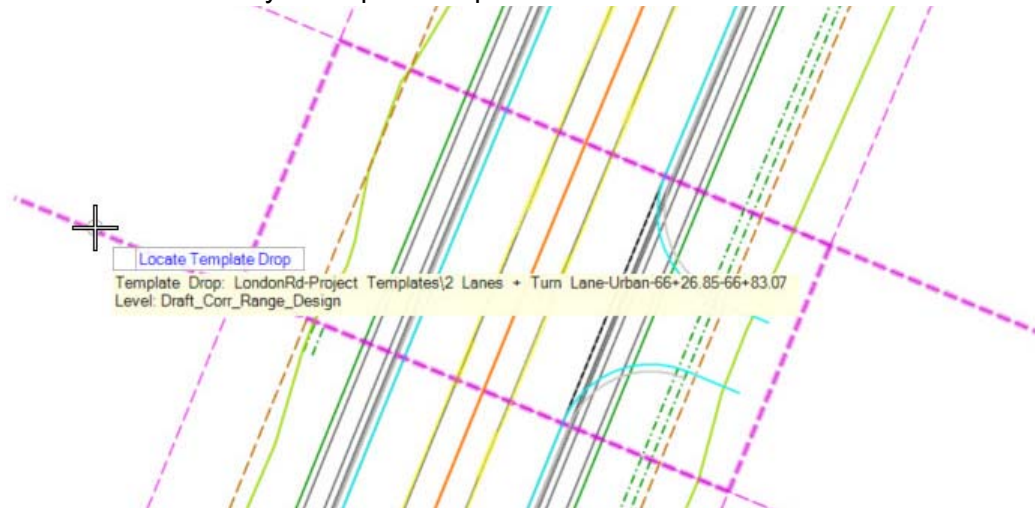 Locate Template Drop
Template Drop: LondonRd-Project Templates\2 Lanes + Turn Lane-Urban-66+26.85-66+83.07
Level: Draft_Corr_Range_Design